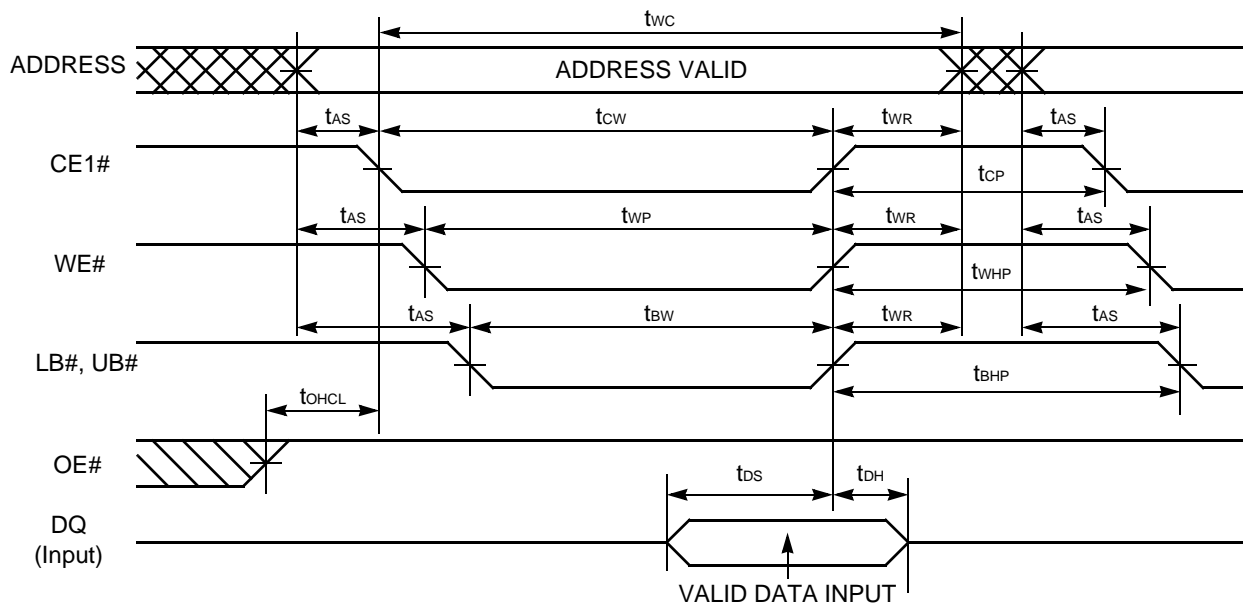 tWC
ADDRESS
ADDRESS VALID
tAS tCW tWR tAS
CE1#
tCP
tAS tWP tWR tAS
WE#
tWHP
tAS tBW tWR tAS
LB#, UB#
tBHP
tOHCL
OE#
tDS tDH
DQ
(Input)
VALID DATA INPUT